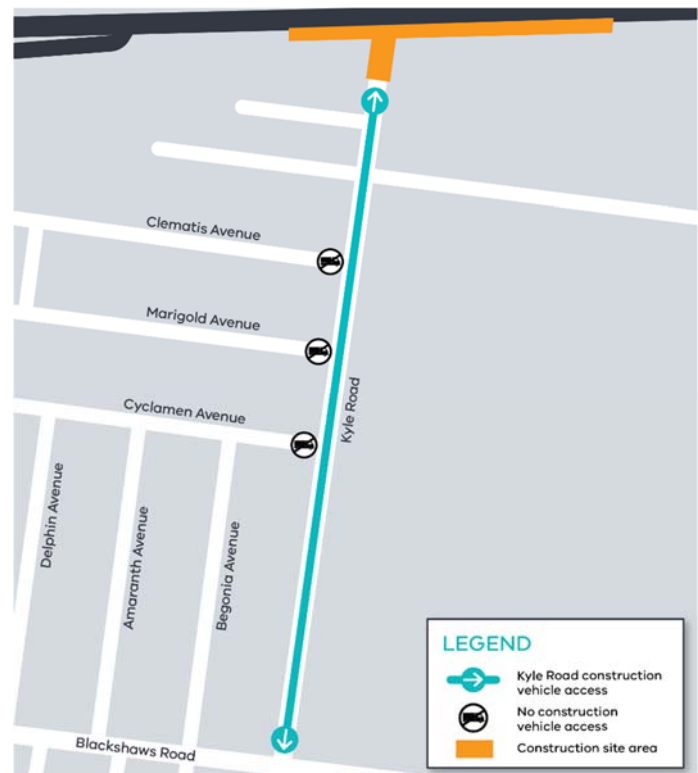 Clematis Avenue
Marigold Avenue
Cyclamen Avenue
Kyle Road
Delphin Avenue
Amaranth Avenue
Begonia Avenue
Blackshaws Road
LEGEND
Kyle Road construction
vehicle access
No construction
vehicle access
Construction site area